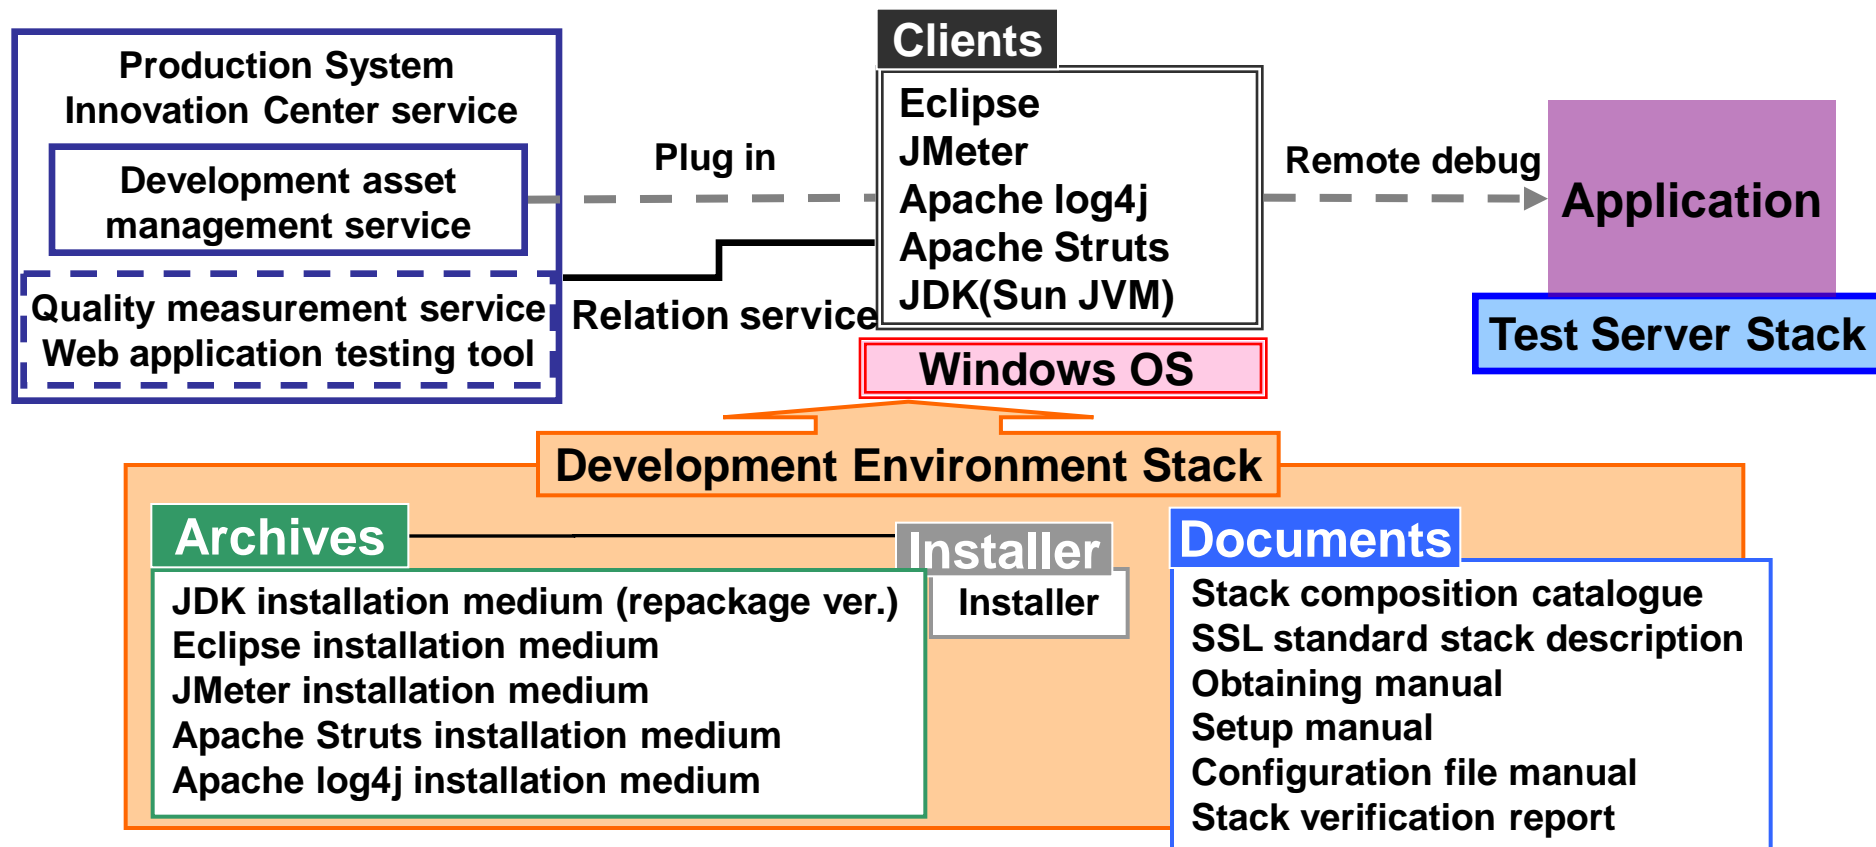 Production System
Innovation Center service
Development asset
management service
Quality measurement service
Web application testing tool
Plug in
Relation service
Clients
Eclipse
JMeter
Apache log4j
Apache Struts
JDK(Sun JVM)
Windows OS
Remote debug
Application
Test Server Stack
Development Environment Stack
Archives
JDK installation medium (repackage ver.)
Eclipse installation medium
JMeter installation medium
Apache Struts installation medium
Apache log4j installation medium
Installer
Installer
Documents
Stack composition catalogue
SSL standard stack description
Obtaining manual
Setup manual
Configuration file manual
Stack verification report